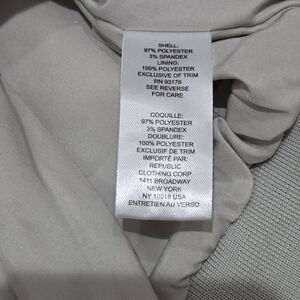 SHELL:
97% POLYESTER
3% SPANDEX
LINING:
100% POLYESTER
EXCLUSIVE OF TRIM
RN 93178
SEE REVERSE
FOR CARE
COQUILLE:
97% POLYESTER
3% SPANDEX
DOUBLURE:
100% POLYESTER
EXCLUSIF DE TRIM
IMPORTÉ PAR:
REPUBLIC
CLOTHING CORP
1411 BROADWAY
NEW YORK
NY 10018 USA
ENTRETIEN AU VERSO